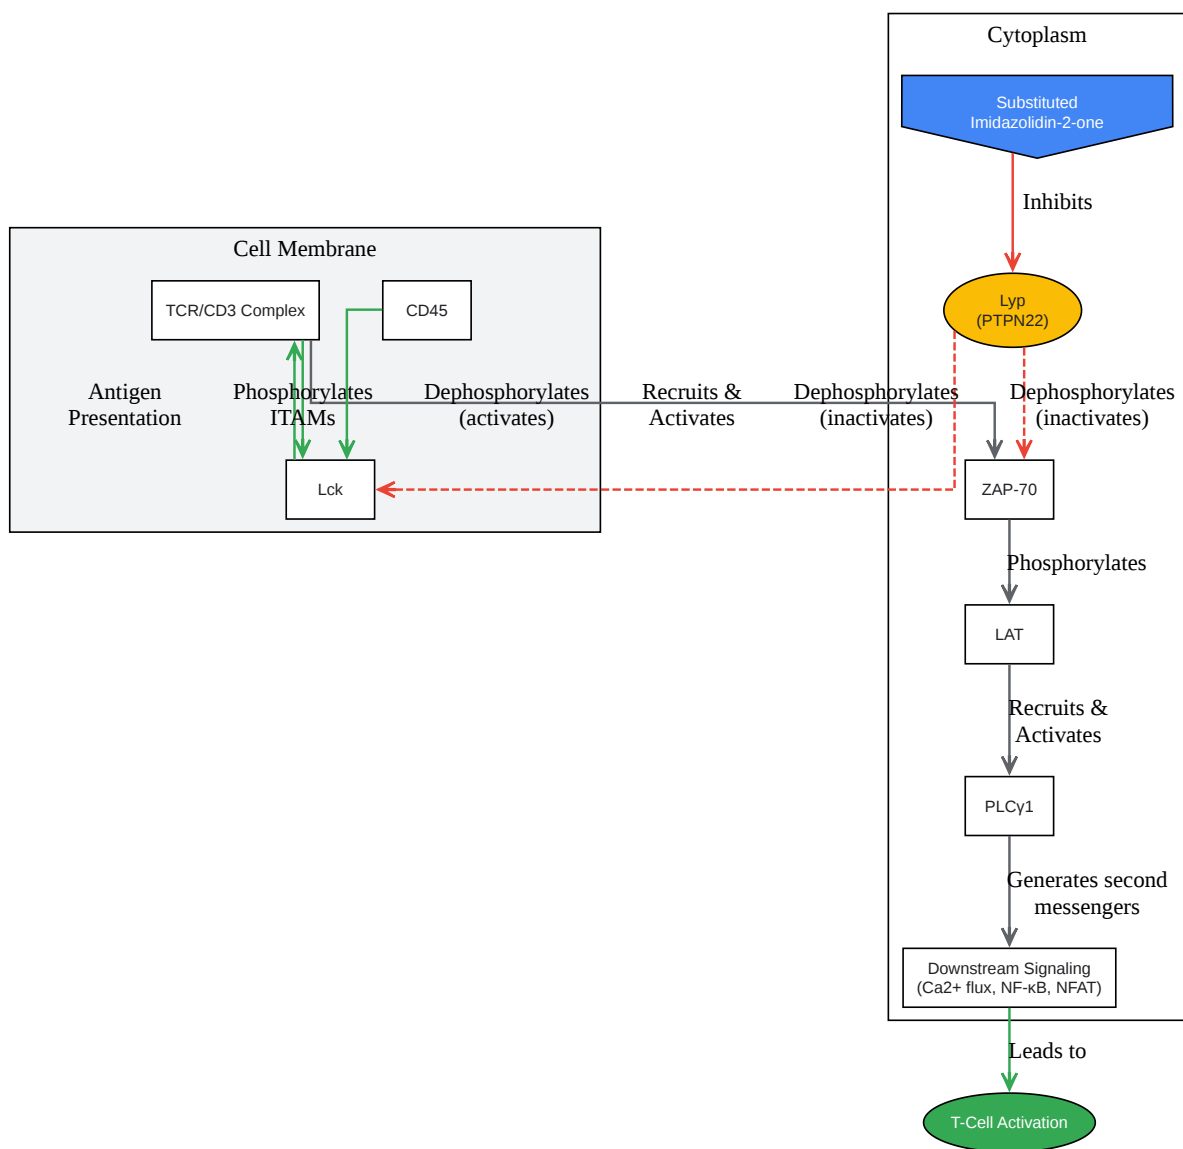 Cytoplasm
Substituted
Imidazolidin-2-one
Inhibits
Cell Membrane
TCR/CD3 Complex
CD45
Lyp
(PTPN22)
Antigen
Presentation
Phosphorylates
ITAMs
Dephosphorylates
(activates)
Recruits &
Activates
Dephosphorylates
(inactivates)
Dephosphorylates
(inactivates)
Lck
ZAP-70
Phosphorylates
LAT
Recruits &
Activates
PLCγ1
Generates second
messengers
Downstream Signaling
(Ca2+ flux, NF-κB, NFAT)
Leads to
T-Cell Activation